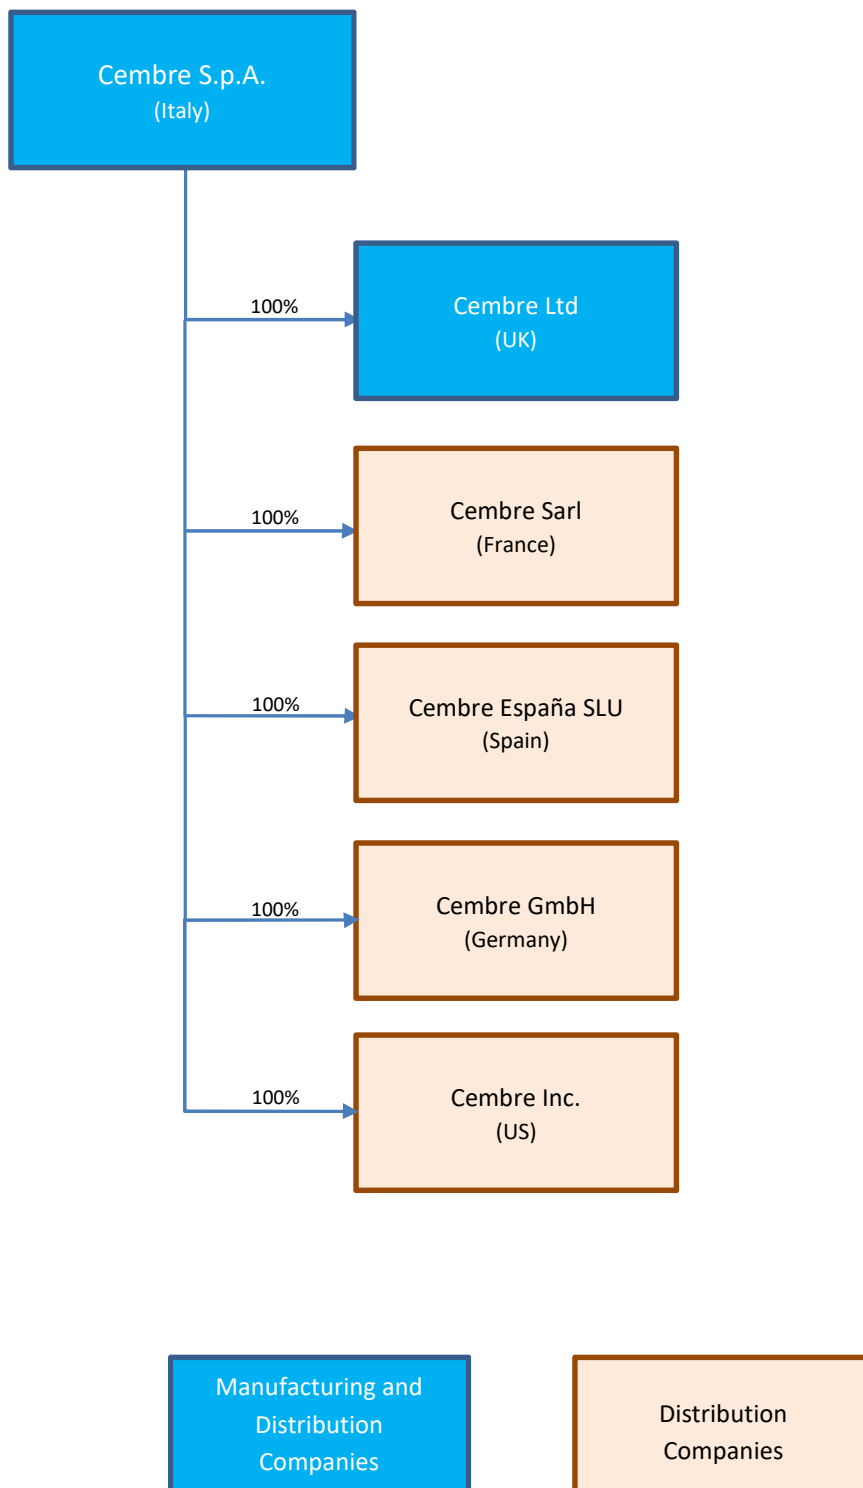 Cembre S.p.A.
(Italy)
100%
Cembre Ltd
(UK)
100%
Cembre Sarl
(France)
100%
Cembre España SLU
(Spain)
100%
Cembre GmbH
(Germany)
100%
Cembre Inc.
(US)
Manufacturing and
Distribution
Companies
Distribution
Companies